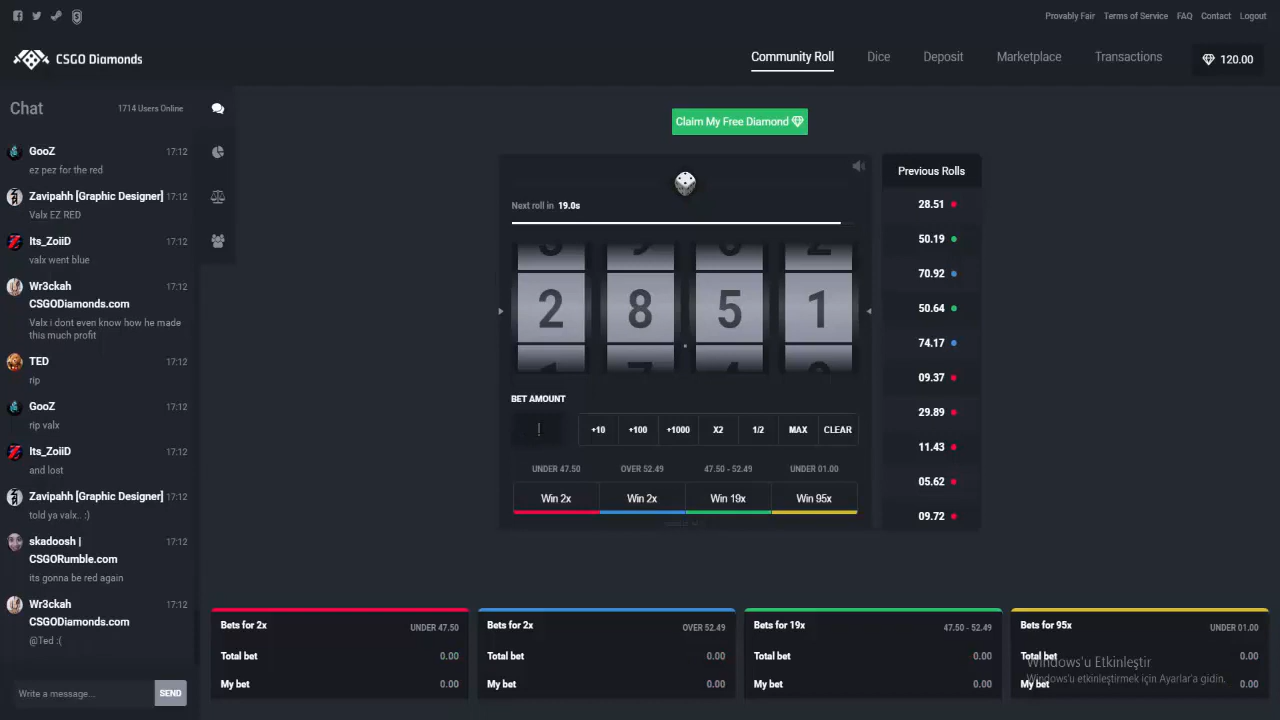 Provably Fair Terms of Service FAQ Contact Logout
CSGO Diamonds
Community Roll Dice Deposit Marketplace Transactions 120.00
Chat 1714 Users Online
GooZ 17:12
ez pez for the red
Zavipahh [Graphic Designer] 17:12
Valx EZ RED
Its_ZoiiD 17:12
valx went blue
Wr3ckah 17:12
CSGODiamonds.com
Valx i dont even know how he made
this much profit
TED 17:12
rip
GooZ 17:12
rip valx
Its_ZoiiD 17:12
and lost
Zavipahh [Graphic Designer] 17:12
told ya valx.. :)
skadoosh | 17:12
CSGORumble.com
its gonna be red again
Wr3ckah 17:12
CSGODiamonds.com
@Ted :(
Write a message... SEND
Claim My Free Diamond
Next roll in 19.0s
2 8 5 1
BET AMOUNT
+10 +100 +1000 X2 1/2 MAX CLEAR
UNDER 47.50 OVER 52.49 47.50 - 52.49 UNDER 01.00
Win 2x Win 2x Win 19x Win 95x
Previous Rolls
28.51
50.19
70.92
50.64
74.17
09.37
29.89
11.43
05.62
09.72
Bets for 2x UNDER 47.50
Total bet 0.00
My bet 0.00
Bets for 2x OVER 52.49
Total bet 0.00
My bet 0.00
Bets for 19x 47.50 - 52.49
Total bet 0.00
My bet 0.00
Bets for 95x UNDER 01.00
Total bet 0.00
My bet 0.00
Windows'u Etkinleştir
Windows'u etkinleştirmek için Ayarlar'a gidin.